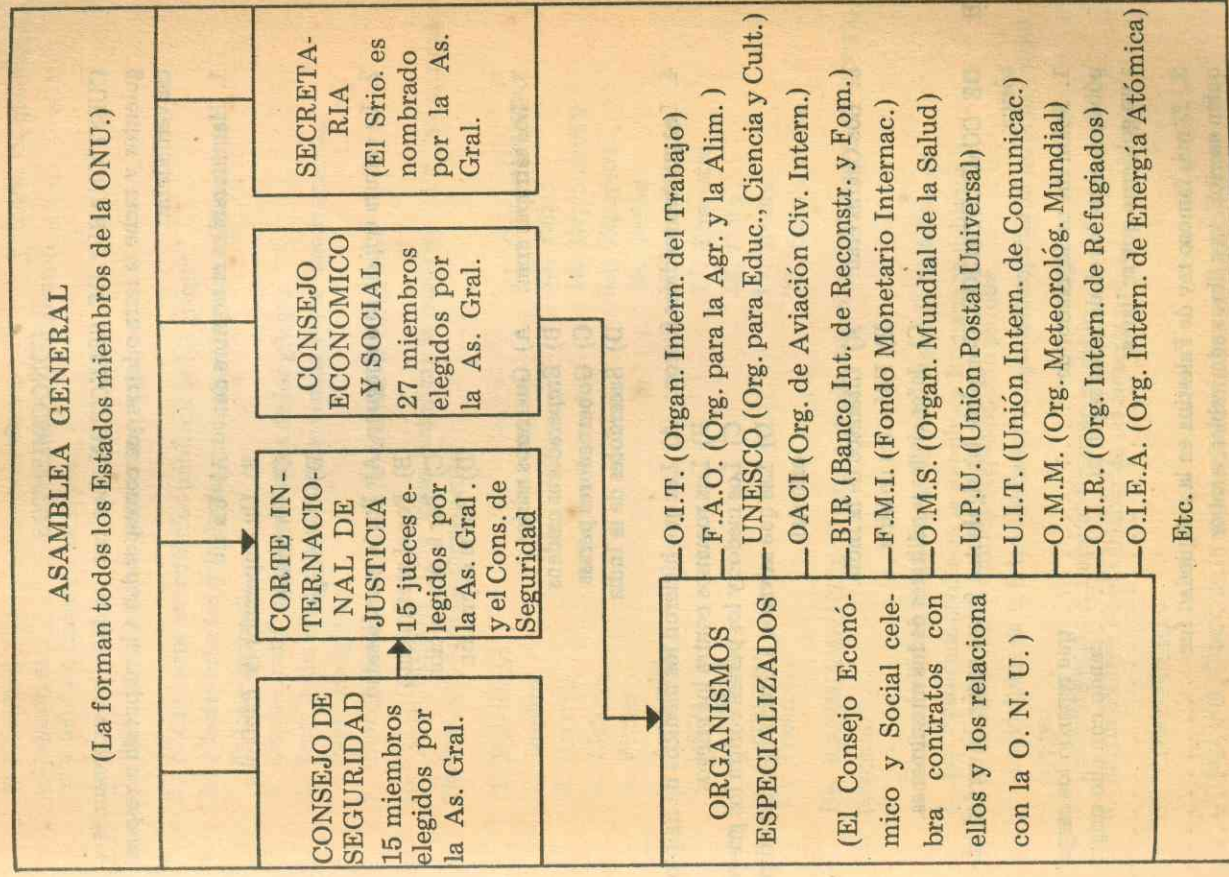 ASAMBLEA GENERAL
(La forman todos los Estados miembros de la ONU.)
CONSEJO DE
SEGURIDAD
15 miembros
elegidos por
la As. Gral.
CORTE IN-
TERNACIO-
NAL DE
JUSTICIA
15 jueces e-
legidos por
la As. Gral.
y el Cons. de
Seguridad
CONSEJO
ECONOMICO
Y SOCIAL
27 miembros
elegidos por
la As. Gral.
SECRETA-
RIA
(El Srio. es
nombrado
por la As.
Gral.
ORGANISMOS
ESPECIALIZADOS
(El Consejo Econó-
mico y Social cele-
bra contratos con
ellos y los relaciona
con la O. N. U. )
O.I.T. (Organ. Intern. del Trabajo)
F.A.O. (Org. para la Agr. y la Alim. )
UNESCO (Org. para Educ., Ciencia y Cult.)
OACI (Org. de Aviación Civ. Intern.)
BIR (Banco Int. de Reconstr. y Fom.)
F.M.I. (Fondo Monetario Internac.)
O.M.S. (Organ. Mundial de la Salud)
U.P.U. (Unión Postal Universal)
U.I.T. (Unión Intern. de Comunicac.)
O.M.M. (Org. Meteorológ. Mundial)
O.I.R. (Org. Intern. de Refugiados)
O.I.E.A. (Org. Intern. de Energía Atómica)
Etc.